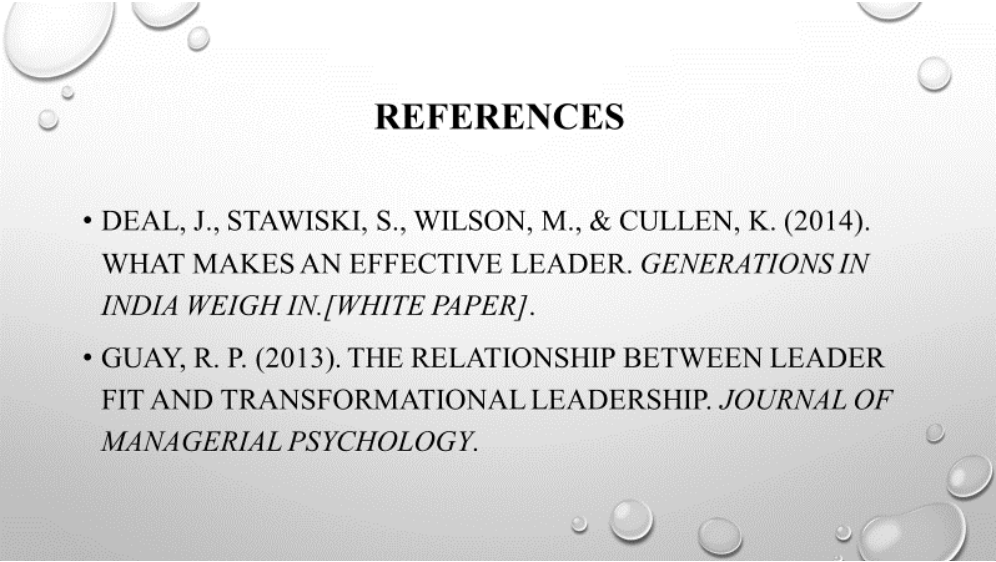 REFERENCES
• DEAL, J., STAWISKI, S., WILSON, M., & CULLEN, K. (2014).
WHAT MAKES AN EFFECTIVE LEADER. GENERATIONS IN
INDIA WEIGH IN.[WHITE PAPER].
• GUAY, R. P. (2013). THE RELATIONSHIP BETWEEN LEADER
FIT AND TRANSFORMATIONAL LEADERSHIP. JOURNAL OF
MANAGERIAL PSYCHOLOGY.